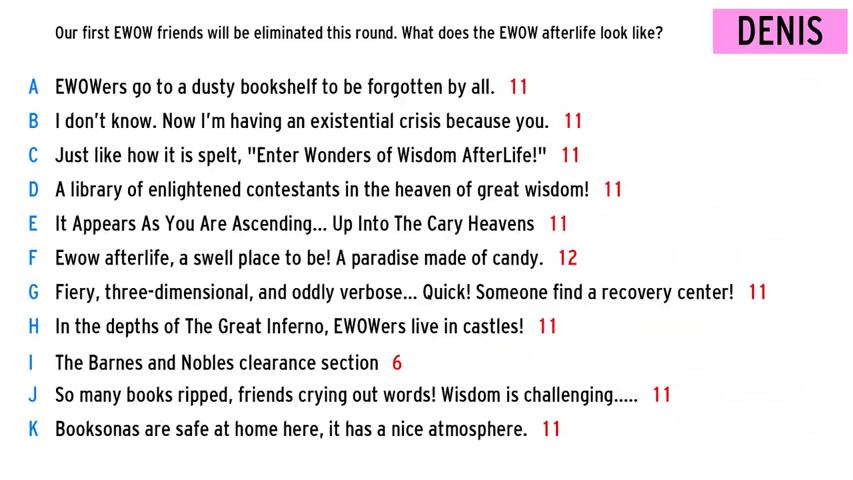 Our first EWOW friends will be eliminated this round. What does the EWOW afterlife look like?
DENIS
A EWOWers go to a dusty bookshelf to be forgotten by all. 11
B I don't know. Now I'm having an existential crisis because you. 11
C Just like how it is spelt, "Enter Wonders of Wisdom AfterLife!" 11
D A library of enlightened contestants in the heaven of great wisdom! 11
E It Appears As You Are Ascending... Up Into The Cary Heavens 11
F Ewow afterlife, a swell place to be! A paradise made of candy. 12
G Fiery, three-dimensional, and oddly verbose... Quick! Someone find a recovery center! 11
H In the depths of The Great Inferno, EWOWers live in castles! 11
I The Barnes and Nobles clearance section 6
J So many books ripped, friends crying out words! Wisdom is challenging..... 11
K Booksonas are safe at home here, it has a nice atmosphere. 11